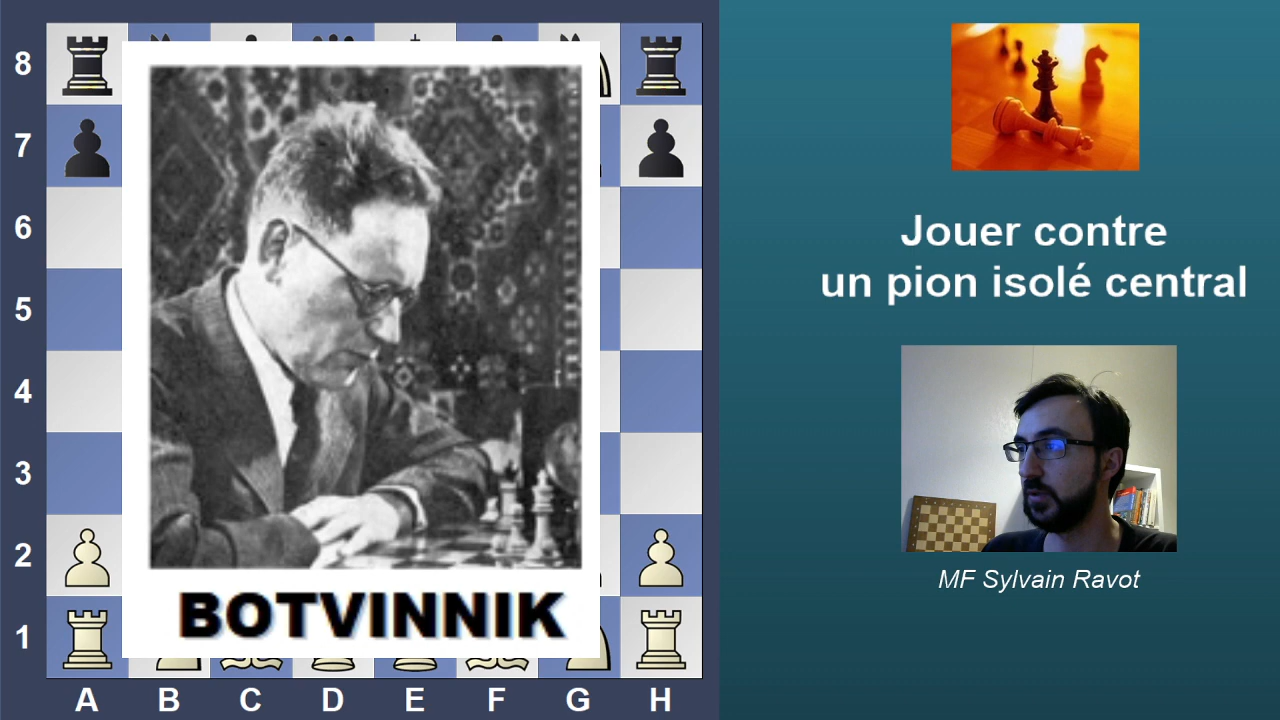 8
7
6
5
4
3
2
1
A B C D E F G H
BOTVINNIK
Jouer contre
un pion isolé central
MF Sylvain Ravot